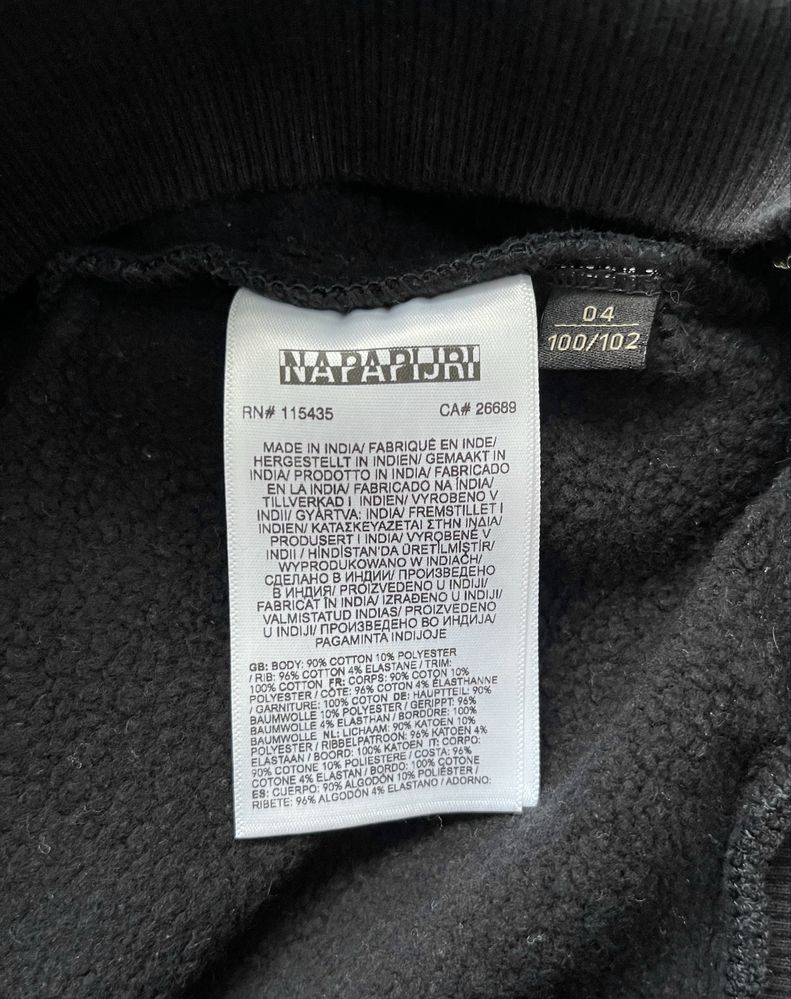 NAPAPIJRI
04
100/102
RN# 115435 CA# 26689
MADE IN INDIA/ FABRIQUÉ EN INDE/
HERGESTELLT IN INDIEN/ GEMAAKT IN
INDIA/ PRODOTTO IN INDIA/ FABRICADO
EN LA INDIA/ FABRICADO NA ÍNDIA/
TILLVERKAD I INDIEN/ VYROBENO V
INDII/ GYÁRTVA: INDIA/ FREMSTILLET I
INDIEN/ ΚΑΤΑΣΚΕΥΑΖΕΤΑΙ ΣΤΗΝ ΙΝΔΙΑ/
PRODUSERT I INDIA/ VYROBENÉ V
INDII / HİNDİSTAN'DA ÜRETİLMİŞTİR/
WYPRODUKOWANO W INDIACH/
СДЕЛАНО В ИНДИИ/ ПРОИЗВЕДЕНО
В ИНДИЯ/ PROIZVEDENO U INDIJI/
FABRICAT ÎN INDIA/ IZRAĐENO U INDIJI/
VALMISTATUD INDIAS/ PROIZVEDENO
U INDIJI/ ПРОИЗВЕДЕНО ВО ИНДИЈА/
PAGAMINTA INDIJOJE
GB: BODY: 90% COTTON 10% POLYESTER
/ RIB: 96% COTTON 4% ELASTANE / TRIM:
100% COTTON FR: CORPS: 90% COTON 10%
POLYESTER / CÔTE: 96% COTON 4% ÉLASTHANNE
/ GARNITURE: 100% COTON DE: HAUPTTEIL: 90%
BAUMWOLLE 10% POLYESTER / GERIPPT: 96%
BAUMWOLLE 4% ELASTHAN / BORDÜRE: 100%
BAUMWOLLE NL: LICHAAM: 90% KATOEN 10%
POLYESTER / RIBBELPATROON: 96% KATOEN 4%
ELASTAAN / BOORD: 100% KATOEN IT: CORPO:
90% COTONE 10% POLIESTERE / COSTA: 96%
COTONE 4% ELASTAN / BORDO: 100% COTONE
ES: CUERPO: 90% ALGODÓN 10% POLIÉSTER /
RIBETE: 96% ALGODÓN 4% ELASTANO / ADORNO: